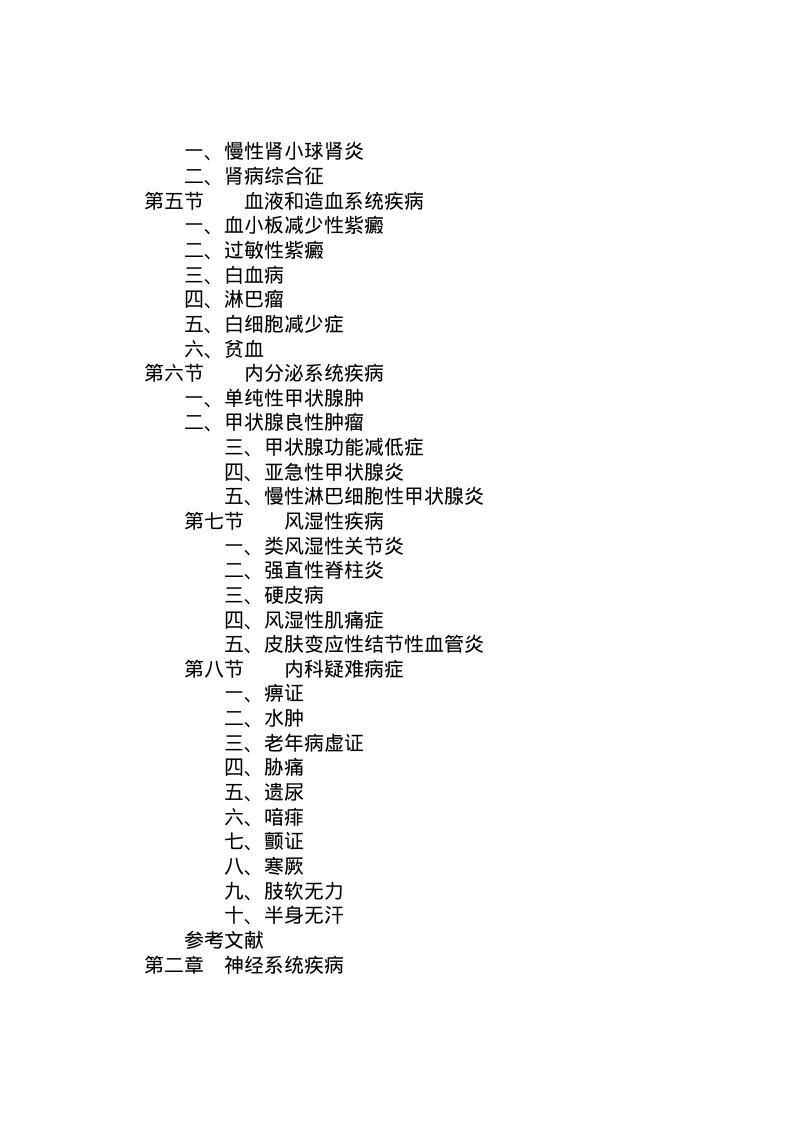 一、慢性肾小球肾炎
二、肾病综合征
第五节　　血液和造血系统疾病
一、血小板减少性紫癜
二、过敏性紫癜
三、白血病
四、淋巴瘤
五、白细胞减少症
六、贫血
第六节　　内分泌系统疾病
一、单纯性甲状腺肿
二、甲状腺良性肿瘤
三、甲状腺功能减低症
四、亚急性甲状腺炎
五、慢性淋巴细胞性甲状腺炎
第七节　　风湿性疾病
一、类风湿性关节炎
二、强直性脊柱炎
三、硬皮病
四、风湿性肌痛症
五、皮肤变应性结节性血管炎
第八节　　内科疑难病症
一、痹证
二、水肿
三、老年病虚证
四、胁痛
五、遗尿
六、喑痱
七、颤证
八、寒厥
九、肢软无力
十、半身无汗
参考文献
第二章　神经系统疾病